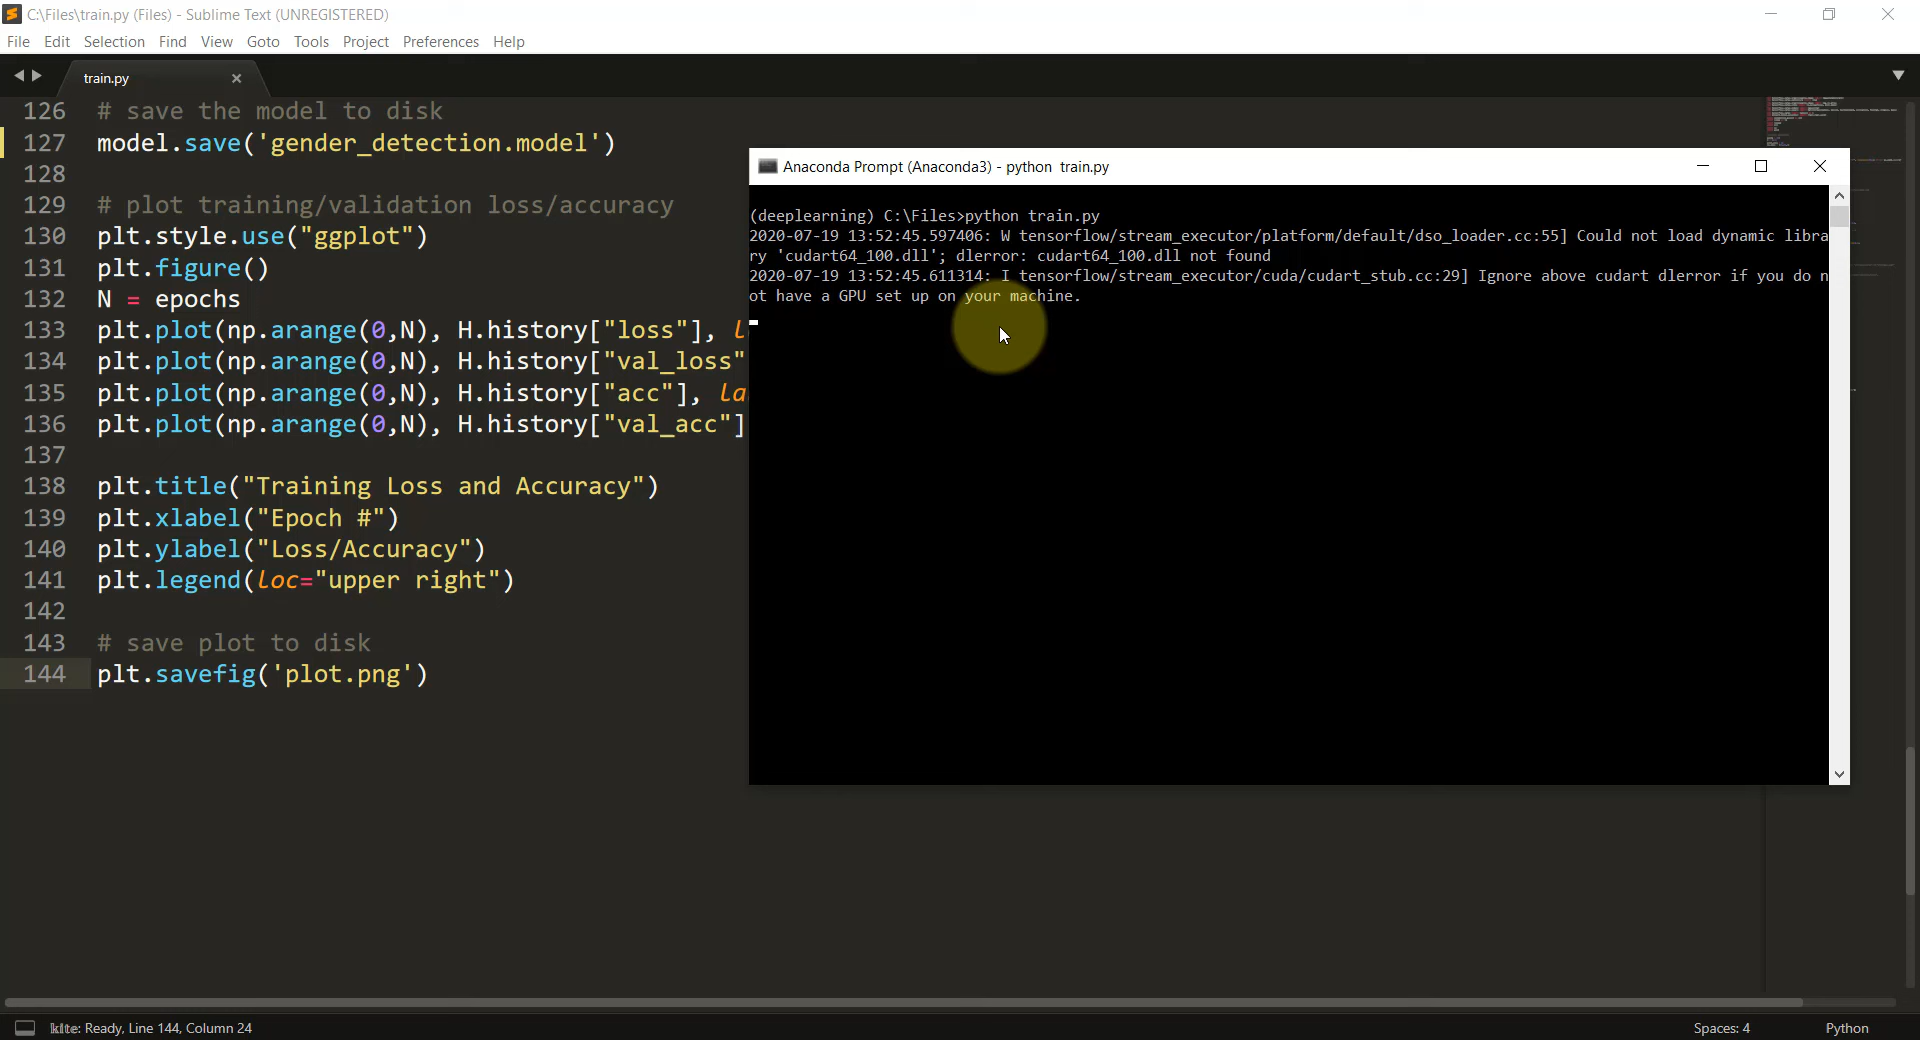 C:\Files\train.py (Files) - Sublime Text (UNREGISTERED)
File Edit Selection Find View Goto Tools Project Preferences Help
train.py
126 # save the model to disk
127 model.save('gender_detection.model')
128
129 # plot training/validation loss/accuracy
130 plt.style.use("ggplot")
131 plt.figure()
132 N = epochs
133 plt.plot(np.arange(0,N), H.history["loss"], l
134 plt.plot(np.arange(0,N), H.history["val_loss"
135 plt.plot(np.arange(0,N), H.history["acc"], la
136 plt.plot(np.arange(0,N), H.history["val_acc"]
137
138 plt.title("Training Loss and Accuracy")
139 plt.xlabel("Epoch #")
140 plt.ylabel("Loss/Accuracy")
141 plt.legend(loc="upper right")
142
143 # save plot to disk
144 plt.savefig('plot.png')
Anaconda Prompt (Anaconda3) - python train.py
(deeplearning) C:\Files>python train.py
2020-07-19 13:52:45.597406: W tensorflow/stream_executor/platform/default/dso_loader.cc:55] Could not load dynamic libra
ry 'cudart64_100.dll'; dlerror: cudart64_100.dll not found
2020-07-19 13:52:45.611314: I tensorflow/stream_executor/cuda/cudart_stub.cc:29] Ignore above cudart dlerror if you do n
ot have a GPU set up on your machine.
kite: Ready, Line 144, Column 24
Spaces: 4
Python